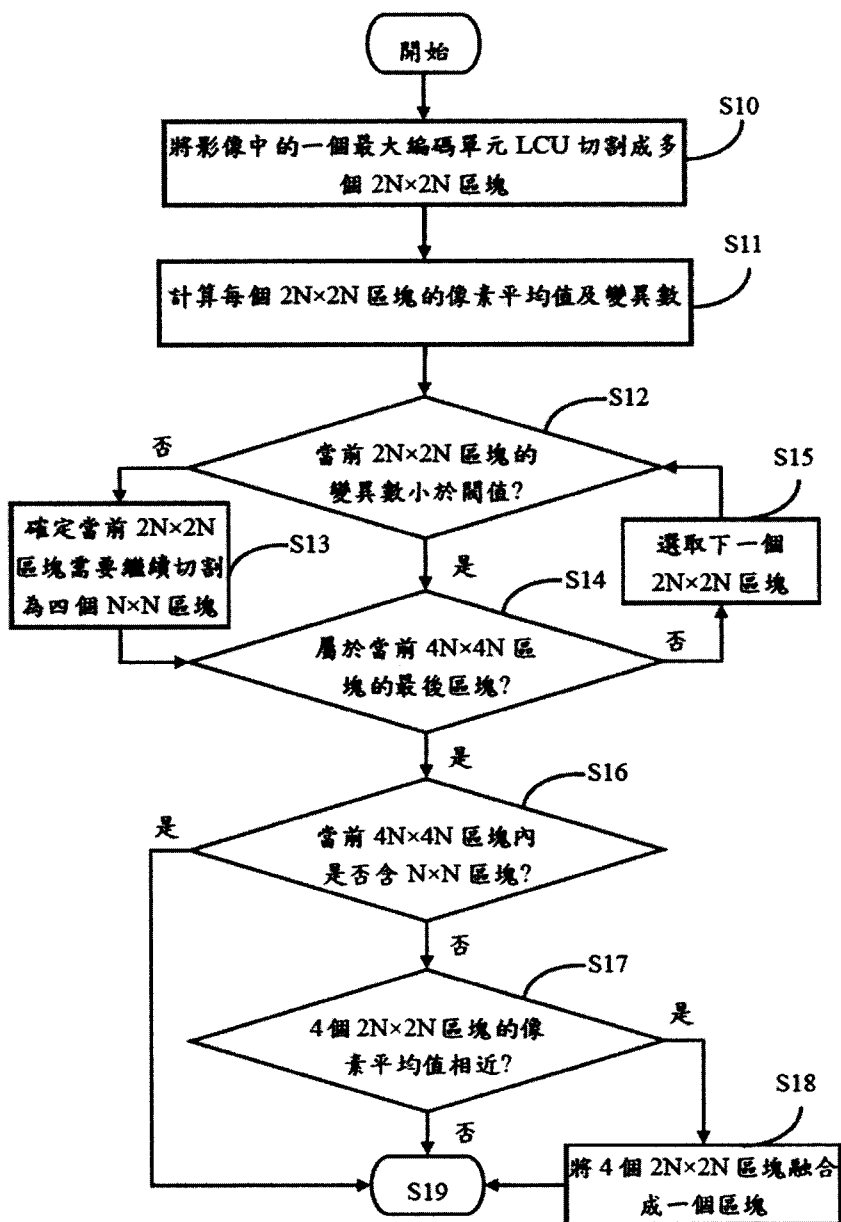 開始
S10
將影像中的一個最大編码單元 LCU 切割成多
個 2N×2N 區塊
S11
計算每個 2N×2N 區塊的像素平均值及變異數
S12
否
當前 2N×2N 區塊的
變異數小於閾值?
S15
確定當前 2N×2N
區塊需要繼續切割
為四個 N×N 區塊
S13
選取下一個
2N×2N 區塊
是
S14
屬於當前 4N×4N 區
塊的最後區塊?
否
是
S16
是
當前 4N×4N 區塊內
是否含 N×N 區塊?
否
S17
4 個 2N×2N 區塊的像
素平均值相近?
是
S18
否
將 4 個 2N×2N 區塊融合
成一個區塊
S19